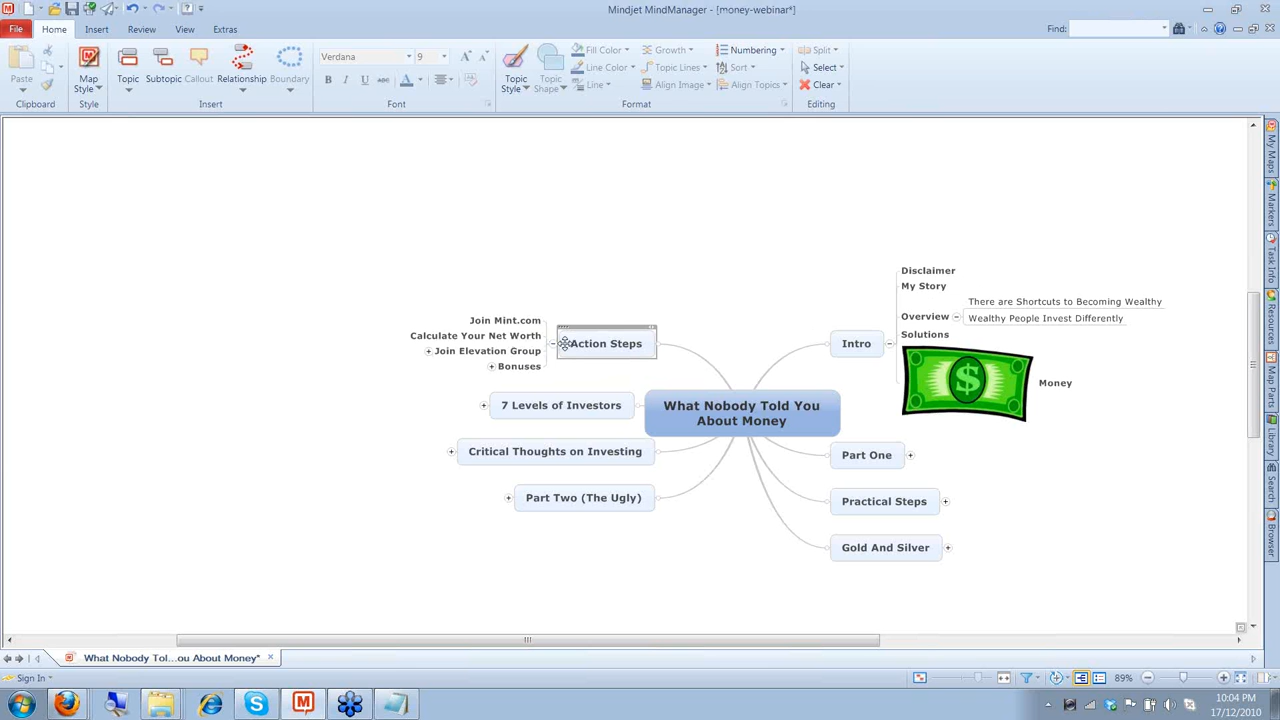 Mindjet MindManager - [money-webinar*]
File Home Insert Review View Extras Find:
Verdana 9
Fill Color Growth Numbering Split
Line Color Topic Lines Sort Select
Line Align Image Align Topics Clear
Paste Map Style Topic Subtopic Callout Relationship Boundary Topic Style Topic Shape
B I U ABC A
Clipboard Style Insert Font Format Editing
My Maps
Markers
Task Info
Resources
Map Parts
Library
Search
Browser
Join Mint.com
Calculate Your Net Worth
Join Elevation Group
Bonuses
Action Steps
7 Levels of Investors
Critical Thoughts on Investing
Part Two (The Ugly)
What Nobody Told You
About Money
Intro
Disclaimer
My Story
Overview
There are Shortcuts to Becoming Wealthy
Wealthy People Invest Differently
Solutions
$
Money
Part One
Practical Steps
Gold And Silver
What Nobody Tol...ou About Money*
Sign In 89%
10:04 PM
17/12/2010